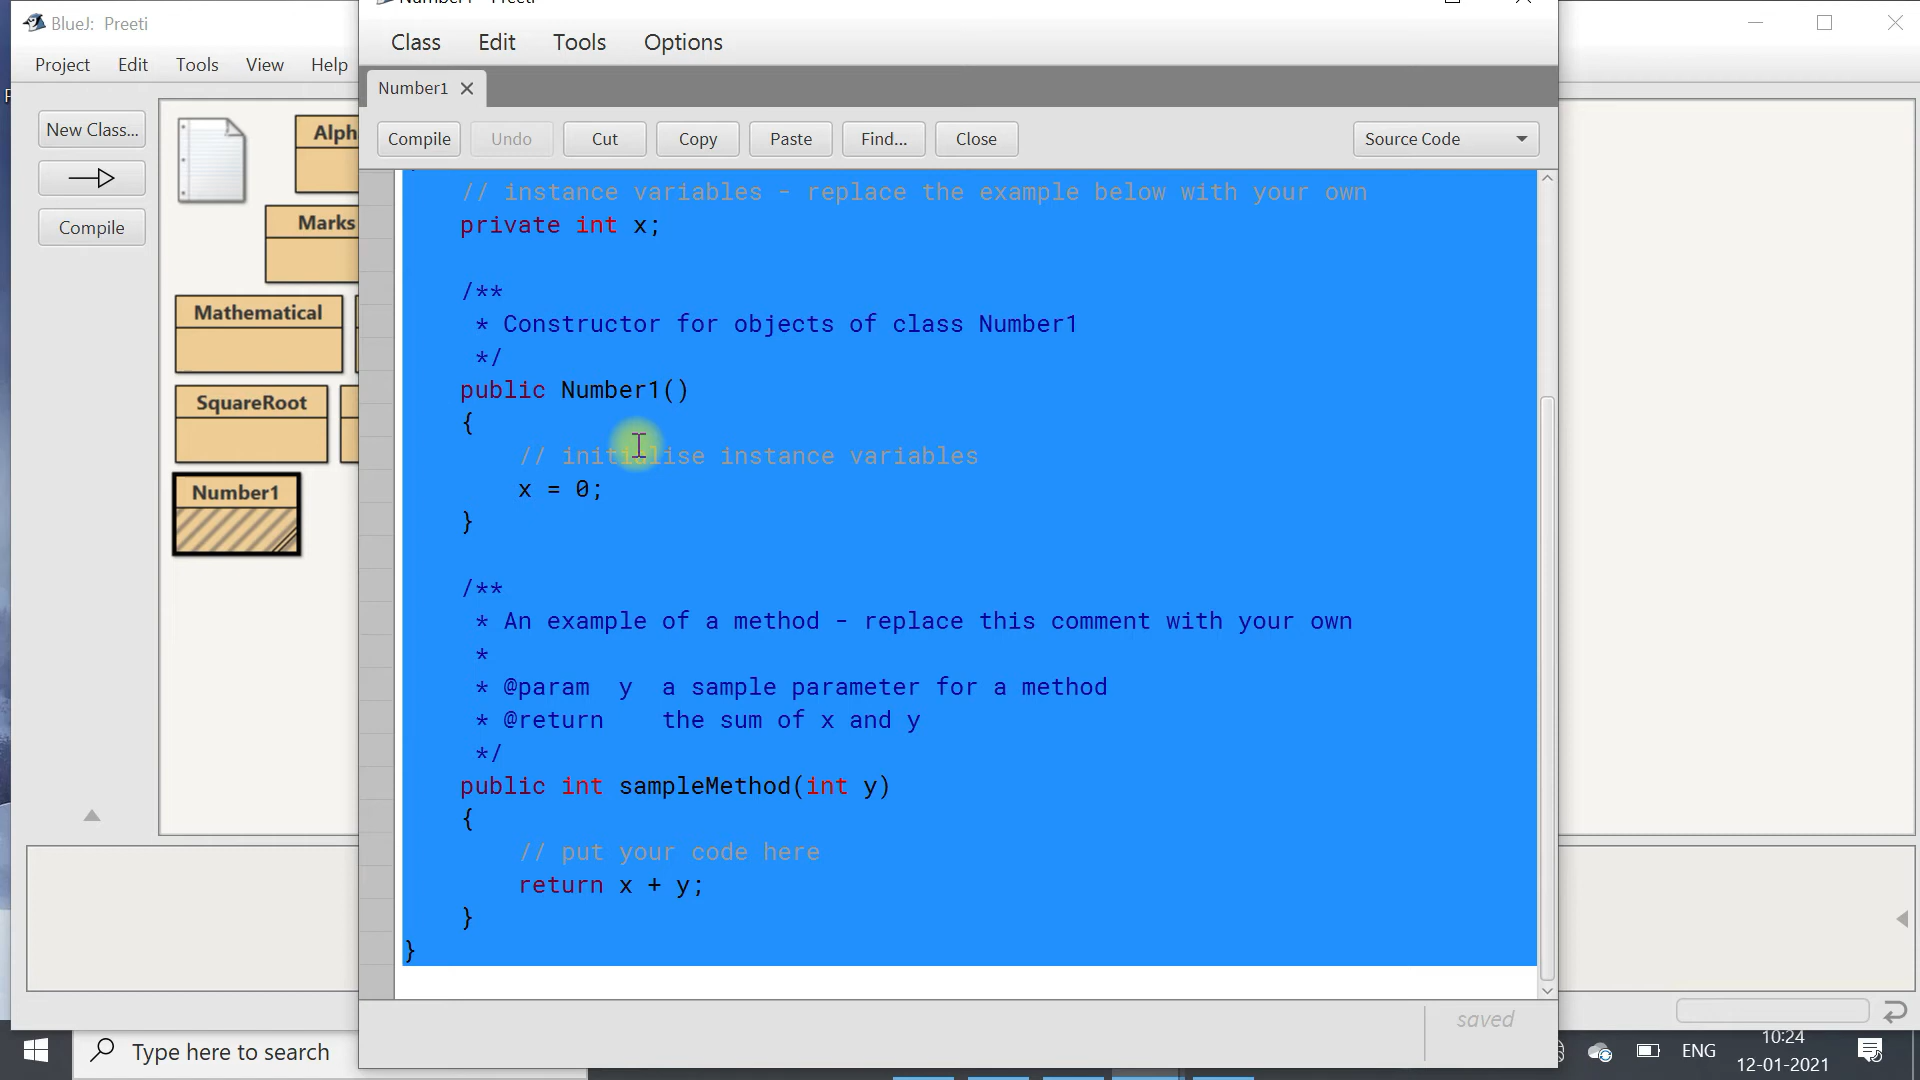 BlueJ: Preeti
Project Edit Tools View Help
New Class...
Compile
Alph
Marks
Mathematical
SquareRoot
Number1
Class Edit Tools Options
Number1
Compile Undo Cut Copy Paste Find... Close Source Code
// instance variables - replace the example below with your own
private int x;
/**
* Constructor for objects of class Number1
*/
public Number1()
{
// initialise instance variables
x = 0;
}
/**
* An example of a method - replace this comment with your own
*
* @param y a sample parameter for a method
* @return the sum of x and y
*/
public int sampleMethod(int y)
{
// put your code here
return x + y;
}
}
saved
Type here to search
ENG
10:24
12-01-2021